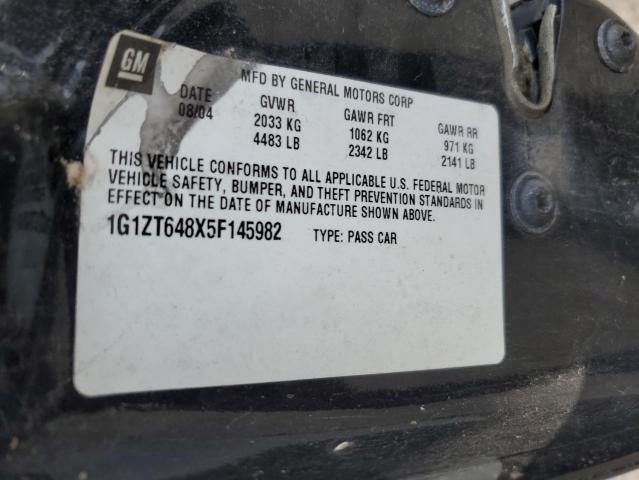 GM
MFD BY GENERAL MOTORS CORP
DATE GVWR GAWR FRT GAWR RR
08/04 2033 KG 1062 KG 971 KG
4483 LB 2342 LB 2141 LB
THIS VEHICLE CONFORMS TO ALL APPLICABLE U.S. FEDERAL MOTOR
VEHICLE SAFETY, BUMPER, AND THEFT PREVENTION STANDARDS IN
EFFECT ON THE DATE OF MANUFACTURE SHOWN ABOVE.
1G1ZT648X5F145982 TYPE: PASS CAR